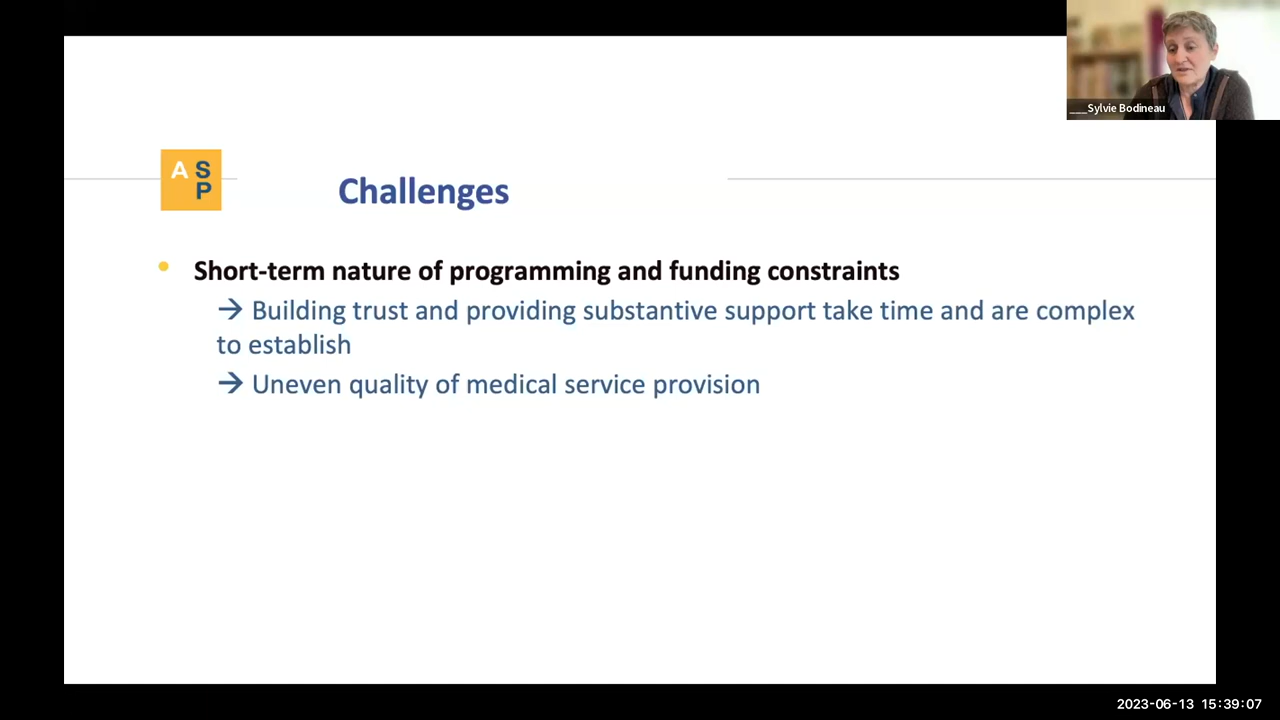 ___Sylvie Bodineau
A S
P
Challenges
• Short-term nature of programming and funding constraints
→ Building trust and providing substantive support take time and are complex
to establish
→ Uneven quality of medical service provision
2023-06-13 15:39:07